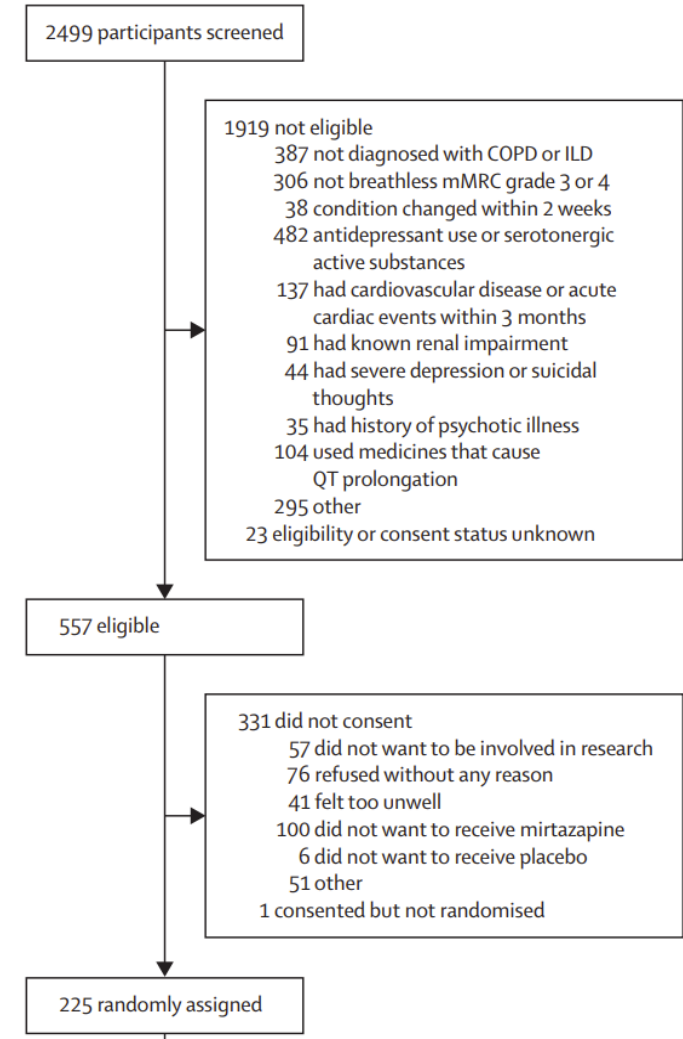 2499 participants screened
1919 not eligible
387 not diagnosed with COPD or ILD
306 not breathless mMRC grade 3 or 4
38 condition changed within 2 weeks
482 antidepressant use or serotonergic
active substances
137 had cardiovascular disease or acute
cardiac events within 3 months
91 had known renal impairment
44 had severe depression or suicidal
thoughts
35 had history of psychotic illness
104 used medicines that cause
QT prolongation
295 other
23 eligibility or consent status unknown
557 eligible
331 did not consent
57 did not want to be involved in research
76 refused without any reason
41 felt too unwell
100 did not want to receive mirtazapine
6 did not want to receive placebo
51 other
1 consented but not randomised
225 randomly assigned